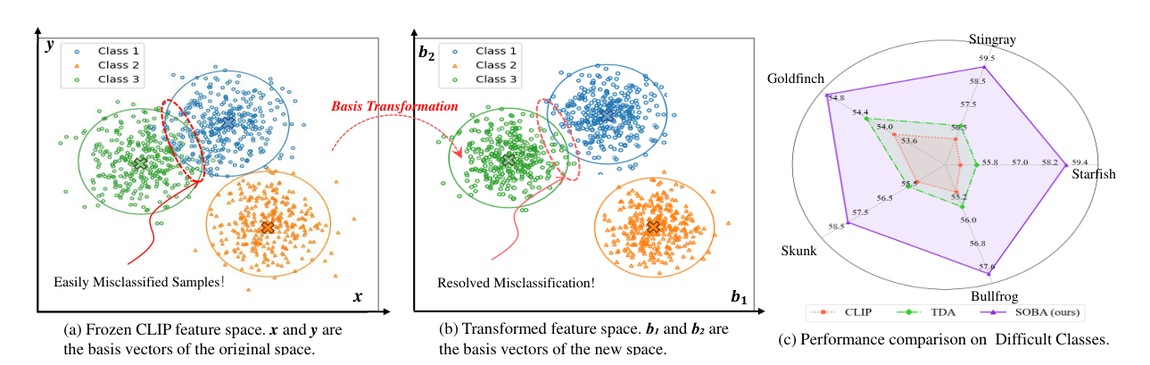 y
Class 1
Class 2
Class 3
Easily Misclassified Samples!
x
(a) Frozen CLIP feature space. x and y are
the basis vectors of the original space.
Basis Transformation
b2
Class 1
Class 2
Class 3
Resolved Misclassification!
b1
(b) Transformed feature space. b1 and b2 are
the basis vectors of the new space.
Stingray
59.5
58.5
57.5
56.5
Goldfinch
54.8
54.4
54.0
53.6
55.8 57.0 58.2 59.4
Starfish
56.5
57.5
58.5
Skunk
55.2
56.0
56.8
57.6
Bullfrog
CLIP TDA SOBA (ours)
(c) Performance comparison on Difficult Classes.